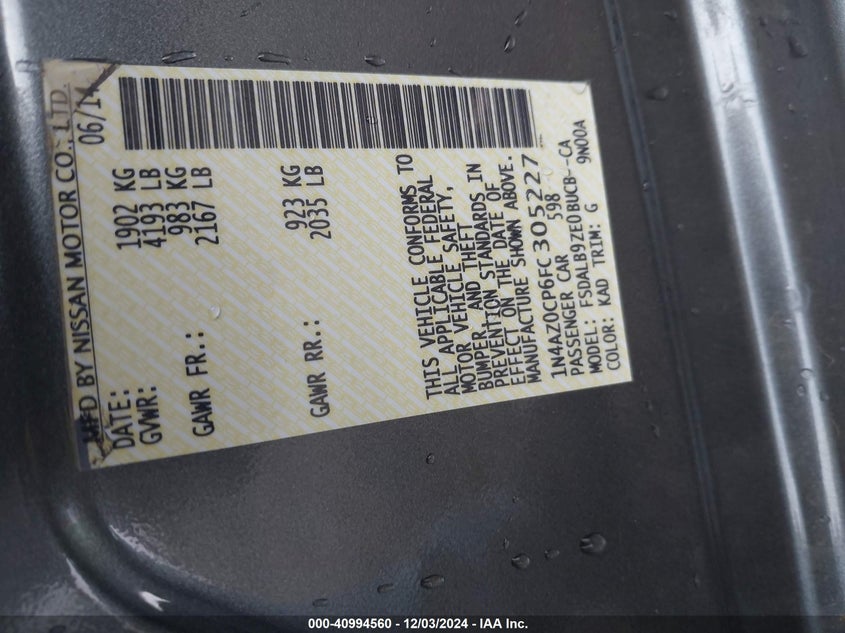 MFD BY NISSAN MOTOR CO., LTD.
DATE: 06/14
GVWR: 1902 KG
4193 LB
GAWR FR.: 983 KG
2167 LB
GAWR RR.: 923 KG
2035 LB
THIS VEHICLE CONFORMS TO
ALL APPLICABLE FEDERAL
MOTOR VEHICLE SAFETY,
BUMPER, AND THEFT
PREVENTION STANDARDS IN
EFFECT ON THE DATE OF
MANUFACTURE SHOWN ABOVE.
1N4AZ0CP6FC305227
PASSENGER CAR 598
MODEL: FSDALB9ZE0BUCB--CA
COLOR: KAD TRIM: G 9N00A
000-40994560 - 12/03/2024 - IAA Inc.